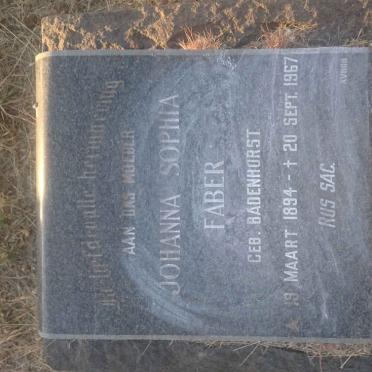 In liefdevolle herinnering
AAN ONS MOEDER
JOHANNA SOPHIA
FABER
GEB. BADENHORST
★ 19 MAART 1894 – † 20 SEPT. 1967
RUS SAG.